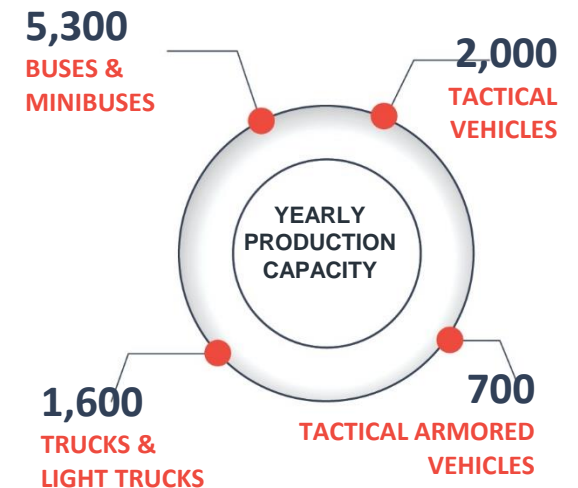 5,300
BUSES &
MINIBUSES
2,000
TACTICAL
VEHICLES
YEARLY
PRODUCTION
CAPACITY
1,600
TRUCKS &
LIGHT TRUCKS
700
TACTICAL ARMORED
VEHICLES